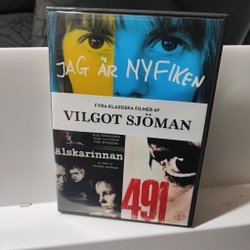 JAG ÄR NYFIKEN
FYRA KLASSISKA FILMER AV
VILGOT SJÖMAN
älskarinnan
491